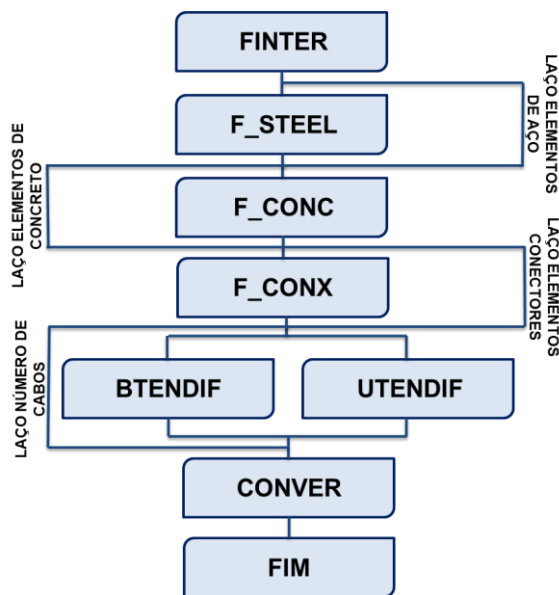 FINTER
LAÇO ELEMENTOS
DE AÇO
F_STEEL
LAÇO ELEMENTOS DE
CONCRETO
F_CONC
LAÇO ELEMENTOS
CONECTORES
F_CONX
LAÇO NÚMERO DE
CABOS
BTENDIF
UTENDIF
CONVER
FIM